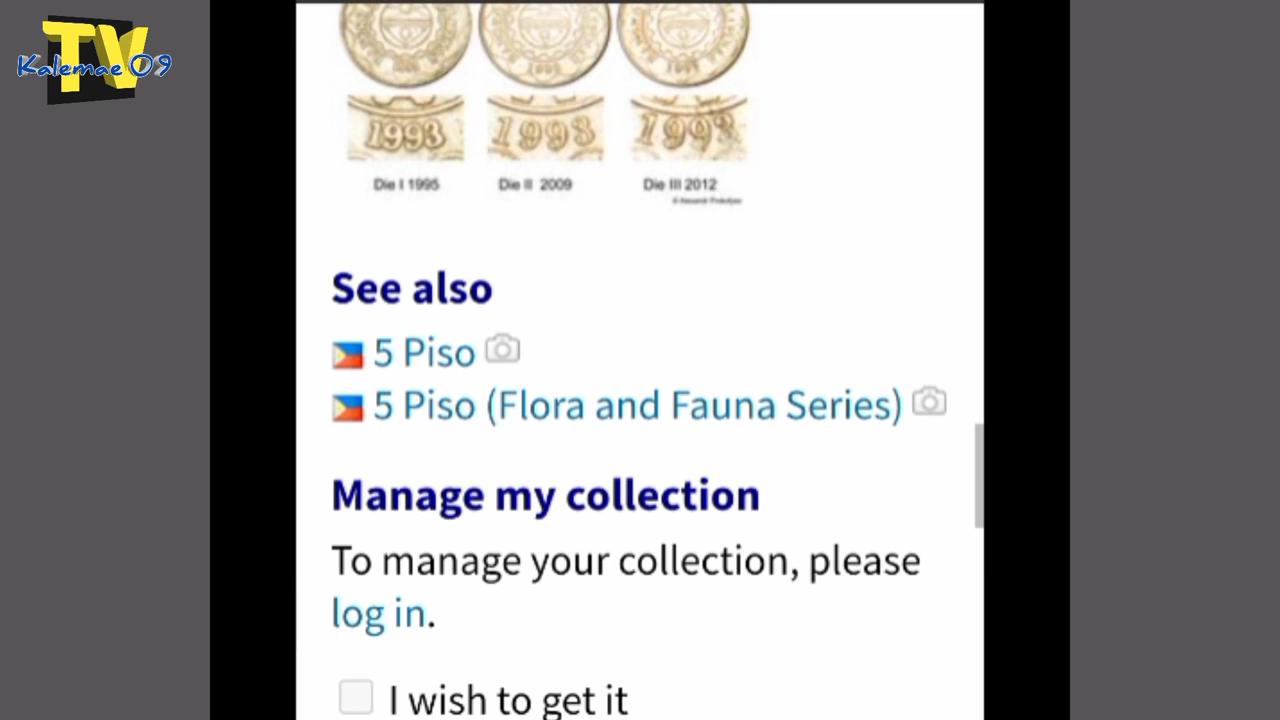 TV
Kalemae 09
1993 1993 1993
Die I 1995 Die II 2009 Die III 2012
See also
5 Piso
5 Piso (Flora and Fauna Series)
Manage my collection
To manage your collection, please
log in.
I wish to get it